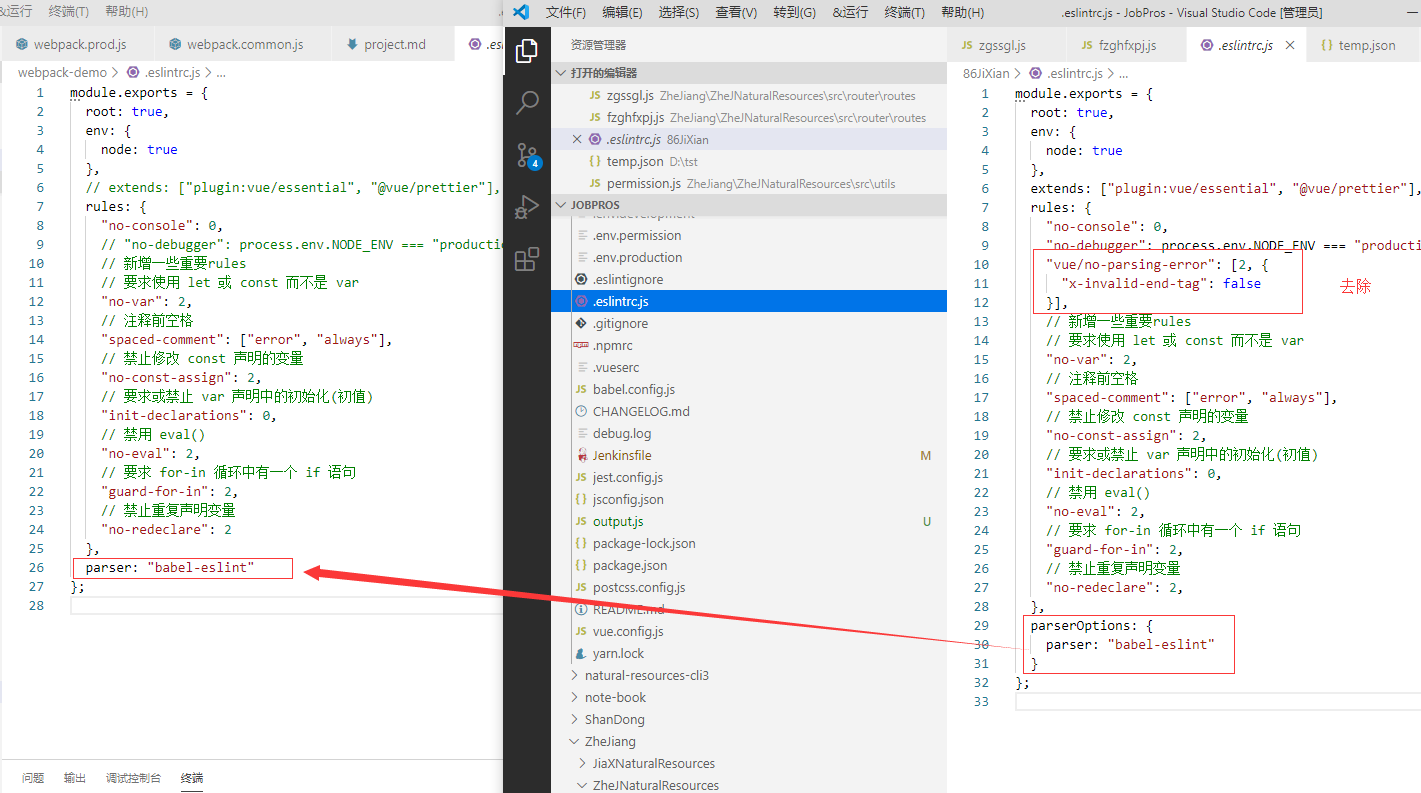 &运行 终端(T) 帮助(H)
webpack.prod.js webpack.common.js project.md .esl
webpack-demo > .eslintrc.js > ...
1 module.exports = {
2 root: true,
3 env: {
4 node: true
5 },
6 // extends: ["plugin:vue/essential", "@vue/prettier"],
7 rules: {
8 "no-console": 0,
9 // "no-debugger": process.env.NODE_ENV === "productio
10 // 新增一些重要rules
11 // 要求使用 let 或 const 而不是 var
12 "no-var": 2,
13 // 注释前空格
14 "spaced-comment": ["error", "always"],
15 // 禁止修改 const 声明的变量
16 "no-const-assign": 2,
17 // 要求或禁止 var 声明中的初始化(初值)
18 "init-declarations": 0,
19 // 禁用 eval()
20 "no-eval": 2,
21 // 要求 for-in 循环中有一个 if 语句
22 "guard-for-in": 2,
23 // 禁止重复声明变量
24 "no-redeclare": 2
25 },
26 parser: "babel-eslint"
27 };
28
问题 输出 调试控制台 终端
文件(F) 编辑(E) 选择(S) 查看(V) 转到(G) &运行 终端(T) 帮助(H) .eslintrc.js - JobPros - Visual Studio Code [管理员]
4
资源管理器
打开的编辑器
JS zgssgl.js ZheJiang\ZheJNaturalResources\src\router\routes
JS fzghfxpj.js ZheJiang\ZheJNaturalResources\src\router\routes
.eslintrc.js 86JiXian
{} temp.json D:\tst
JS permission.js ZheJiang\ZheJNaturalResources\src\utils
JOBPROS
.env.development
.env.permission
.env.production
.eslintignore
.eslintrc.js
.gitignore
.npmrc
.vueserc
JS babel.config.js
CHANGELOG.md
debug.log
Jenkinsfile M
JS jest.config.js
{} jsconfig.json
JS output.js U
{} package-lock.json
{} package.json
JS postcss.config.js
README.md
JS vue.config.js
yarn.lock
> natural-resources-cli3
> note-book
> ShanDong
ZheJiang
> JiaXNaturalResources
ZheJNaturalResources
JS zgssgl.js JS fzghfxpj.js .eslintrc.js {} temp.json
86JiXian > .eslintrc.js > ...
1 module.exports = {
2 root: true,
3 env: {
4 node: true
5 },
6 extends: ["plugin:vue/essential", "@vue/prettier"],
7 rules: {
8 "no-console": 0,
9 "no-debugger": process.env.NODE_ENV === "producti
10 "vue/no-parsing-error": [2, {
11 "x-invalid-end-tag": false
去除
12 }],
13 // 新增一些重要rules
14 // 要求使用 let 或 const 而不是 var
15 "no-var": 2,
16 // 注释前空格
17 "spaced-comment": ["error", "always"],
18 // 禁止修改 const 声明的变量
19 "no-const-assign": 2,
20 // 要求或禁止 var 声明中的初始化(初值)
21 "init-declarations": 0,
22 // 禁用 eval()
23 "no-eval": 2,
24 // 要求 for-in 循环中有一个 if 语句
25 "guard-for-in": 2,
26 // 禁止重复声明变量
27 "no-redeclare": 2,
28 },
29 parserOptions: {
30 parser: "babel-eslint"
31 }
32 };
33